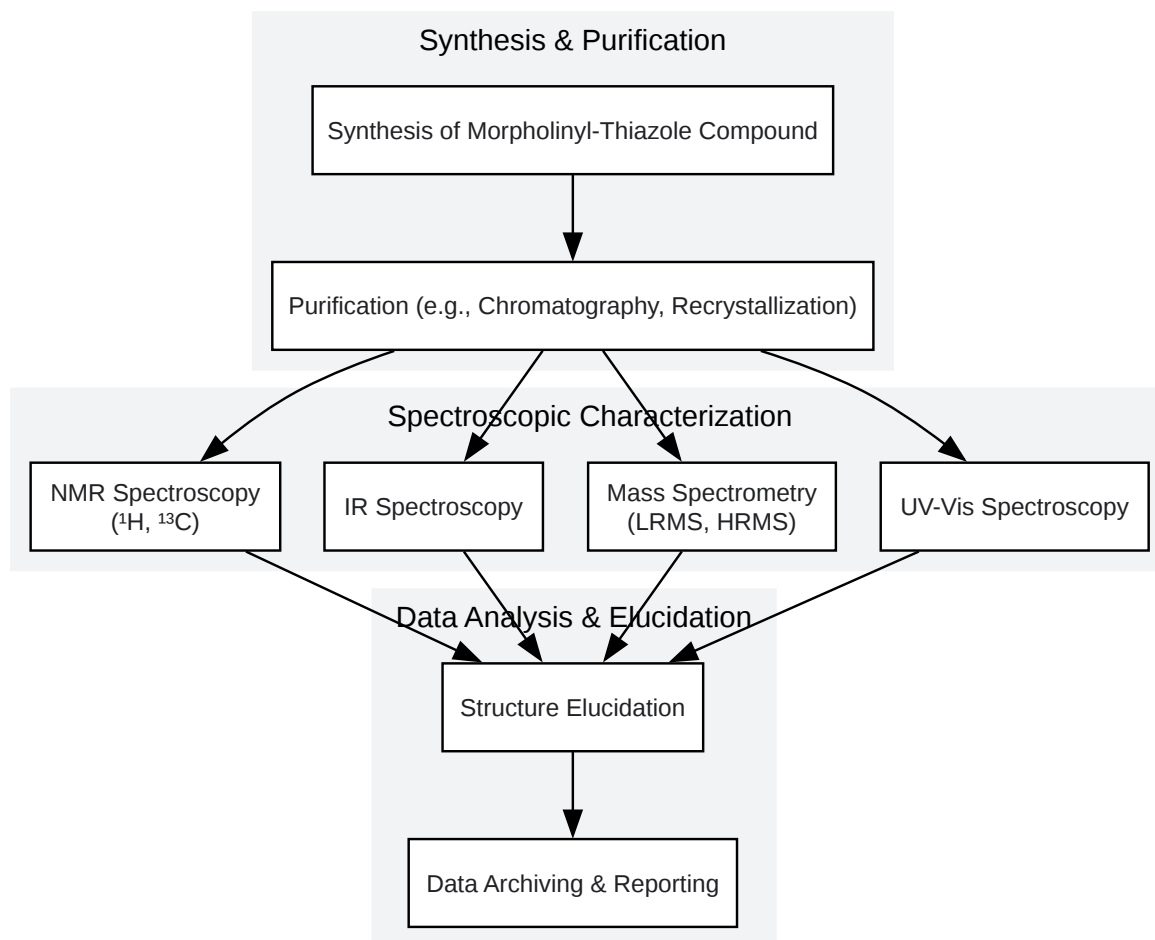 Synthesis & Purification
Synthesis of Morpholinyl-Thiazole Compound
Purification (e.g., Chromatography, Recrystallization)
Spectroscopic Characterization
NMR Spectroscopy
(¹H, ¹³C)
IR Spectroscopy
Mass Spectrometry
(LRMS, HRMS)
UV-Vis Spectroscopy
Data Analysis & Elucidation
Structure Elucidation
Data Archiving & Reporting